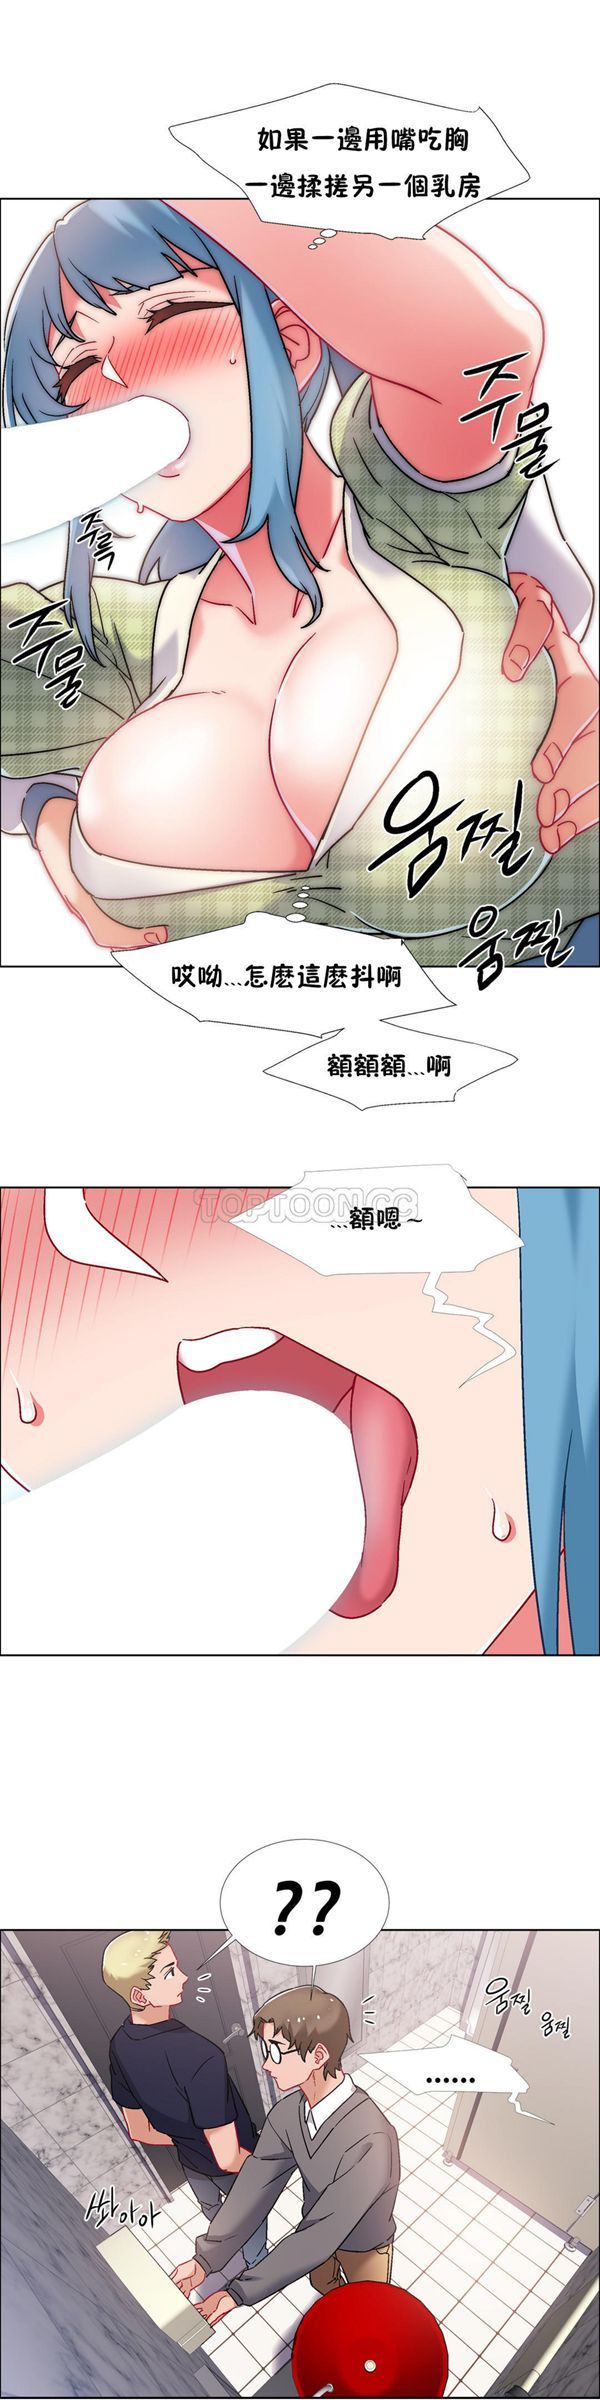 如果一邊用嘴吃胸
一邊揉搓另一個乳房
주물
주륵
주물
움찔
움찔
哎呦...怎麼這麼抖啊
額額額...啊
TOPTOON.CC
...額嗯~
??
움찔
움찔
......
쏴아아